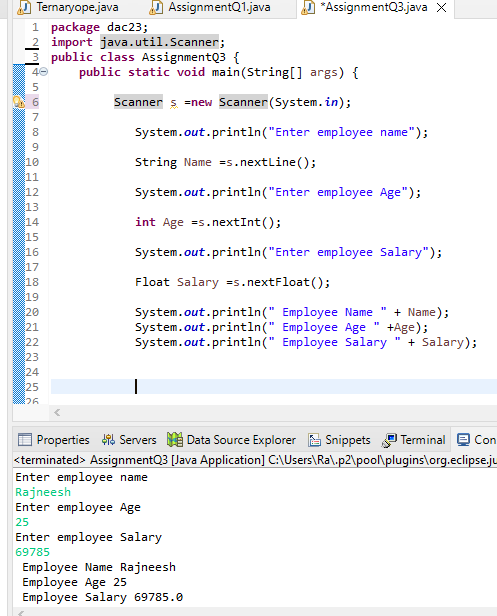 Ternaryope.java AssignmentQ1.java *AssignmentQ3.java
1 package dac23;
2 import java.util.Scanner;
3 public class AssignmentQ3 {
4 public static void main(String[] args) {
5
6 Scanner s =new Scanner(System.in);
7
8 System.out.println("Enter employee name");
9
10 String Name =s.nextLine();
11
12 System.out.println("Enter employee Age");
13
14 int Age =s.nextInt();
15
16 System.out.println("Enter employee Salary");
17
18 Float Salary =s.nextFloat();
19
20 System.out.println(" Employee Name " + Name);
21 System.out.println(" Employee Age " +Age);
22 System.out.println(" Employee Salary " + Salary);
23
24
25
26
Properties Servers Data Source Explorer Snippets Terminal Con
<terminated> AssignmentQ3 [Java Application] C:\Users\Ra\.p2\pool\plugins\org.eclipse.ju
Enter employee name
Rajneesh
Enter employee Age
25
Enter employee Salary
69785
Employee Name Rajneesh
Employee Age 25
Employee Salary 69785.0